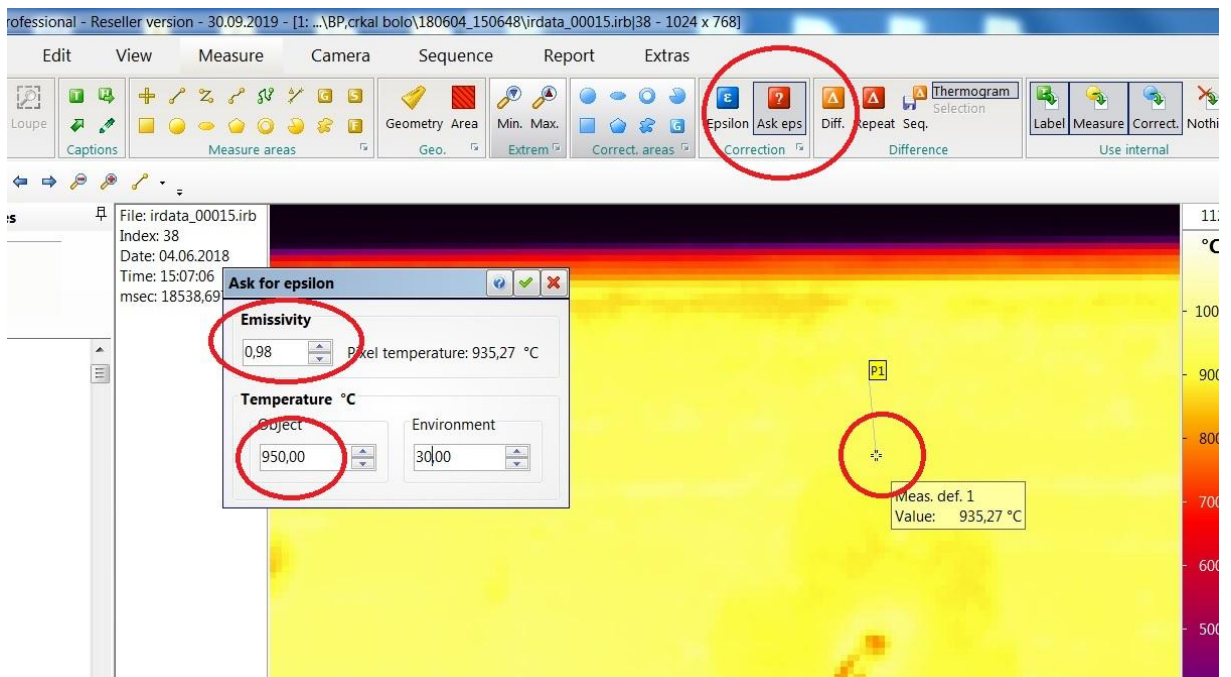 rofessional - Reseller version - 30.09.2019 - [1: ...\BP,crkal bolo\180604_150648\irdata_00015.irb|38 - 1024 x 768]
Edit View Measure Camera Sequence Report Extras
T G S
F G ε ? Δ Δ Δ Thermogram
Selection
Loupe Geometry Area Min. Max. Epsilon Ask eps Diff. Repeat Seq. Label Measure Correct. Nothi
Captions Measure areas Geo. Extrem Correct. areas Correction Difference Use internal
es
File: irdata_00015.irb
Index: 38
Date: 04.06.2018
Time: 15:07:06
msec: 18538,69
Ask for epsilon
Emissivity
0,98 Pixel temperature: 935,27 °C
Temperature °C
Object Environment
950,00 30,00
P1
Meas. def. 1
Value: 935,27 °C
112
°C
100
900
800
700
600
500